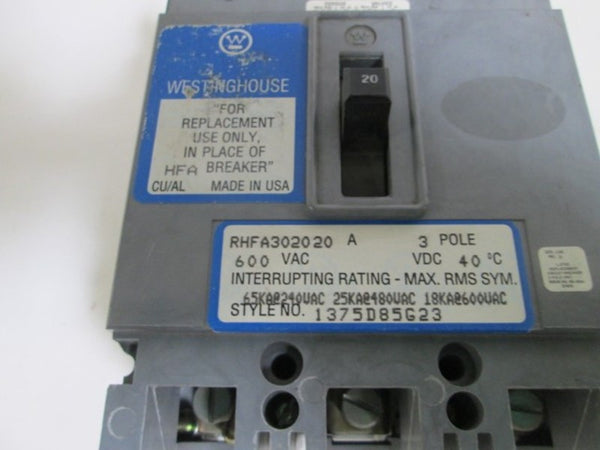 W
W
20
WESTINGHOUSE
"FOR
REPLACEMENT
USE ONLY,
IN PLACE OF
HFA BREAKER"
CU/AL MADE IN USA
RHFA302020 A 3 POLE
600 VAC VDC 40 °C
INTERRUPTING RATING - MAX. RMS SYM.
65KA@240VAC 25KA@480VAC 18KA@600VAC
STYLE NO. 1375D85G23